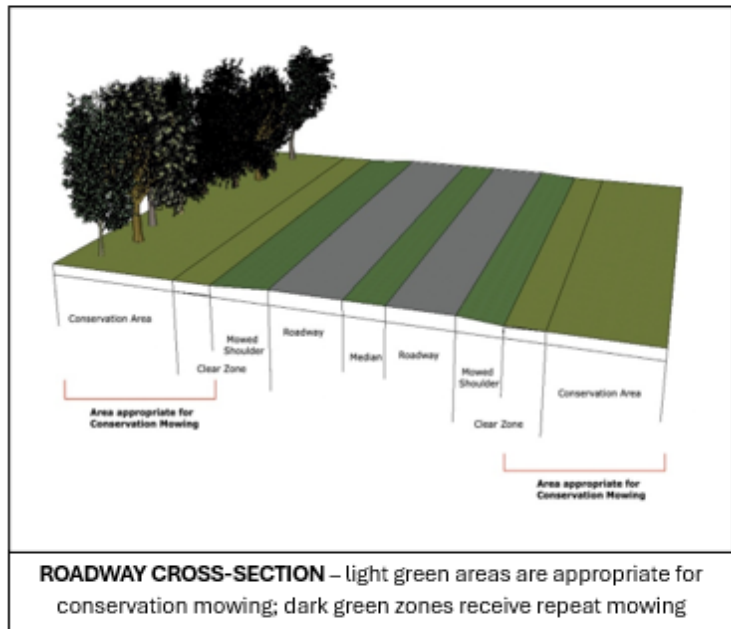 Conservation Area
Mowed
Shoulder
Clear Zone
Roadway
Median
Roadway
Mowed
Shoulder
Clear Zone
Conservation Area
Area appropriate for
Conservation Mowing
Area appropriate for
Conservation Mowing
ROADWAY CROSS-SECTION – light green areas are appropriate for
conservation mowing; dark green zones receive repeat mowing